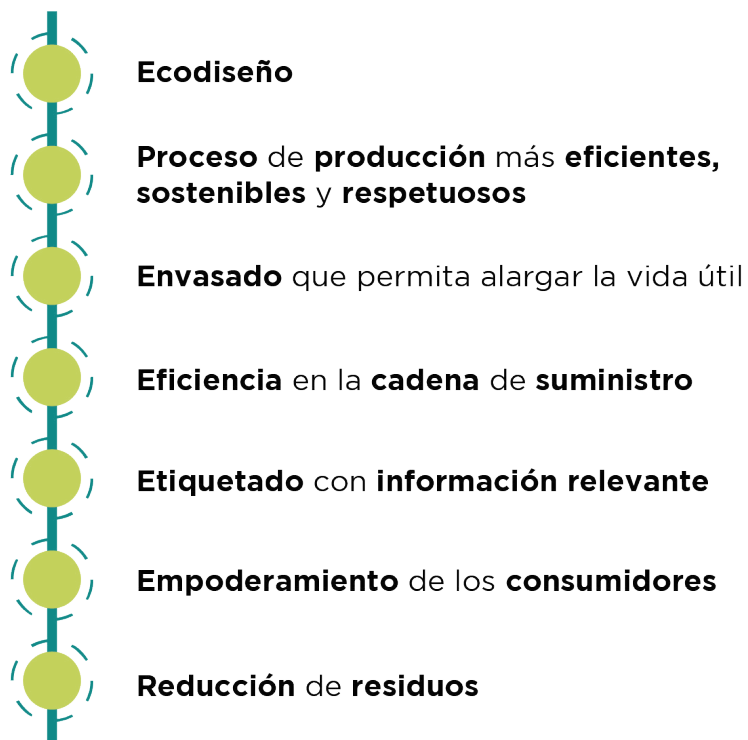 Ecodiseño
Proceso de producción más eficientes,
sostenibles y respetuosos
Envasado que permita alargar la vida útil
Eficiencia en la cadena de suministro
Etiquetado con información relevante
Empoderamiento de los consumidores
Reducción de residuos